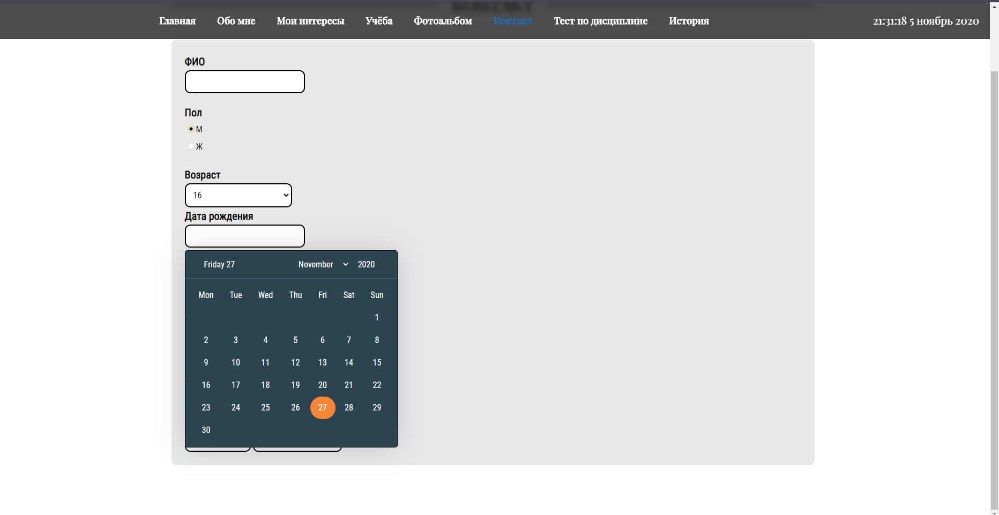 КОНТАКТ
Главная Обо мне Мои интересы Учёба Фотоальбом Контакт Тест по дисциплине История 21:31:18 5 ноябрь 2020
ФИО
Пол
М
Ж
Возраст
16
Дата рождения
Friday 27 November 2020
Mon Tue Wed Thu Fri Sat Sun
1
2 3 4 5 6 7 8
9 10 11 12 13 14 15
16 17 18 19 20 21 22
23 24 25 26 27 28 29
30